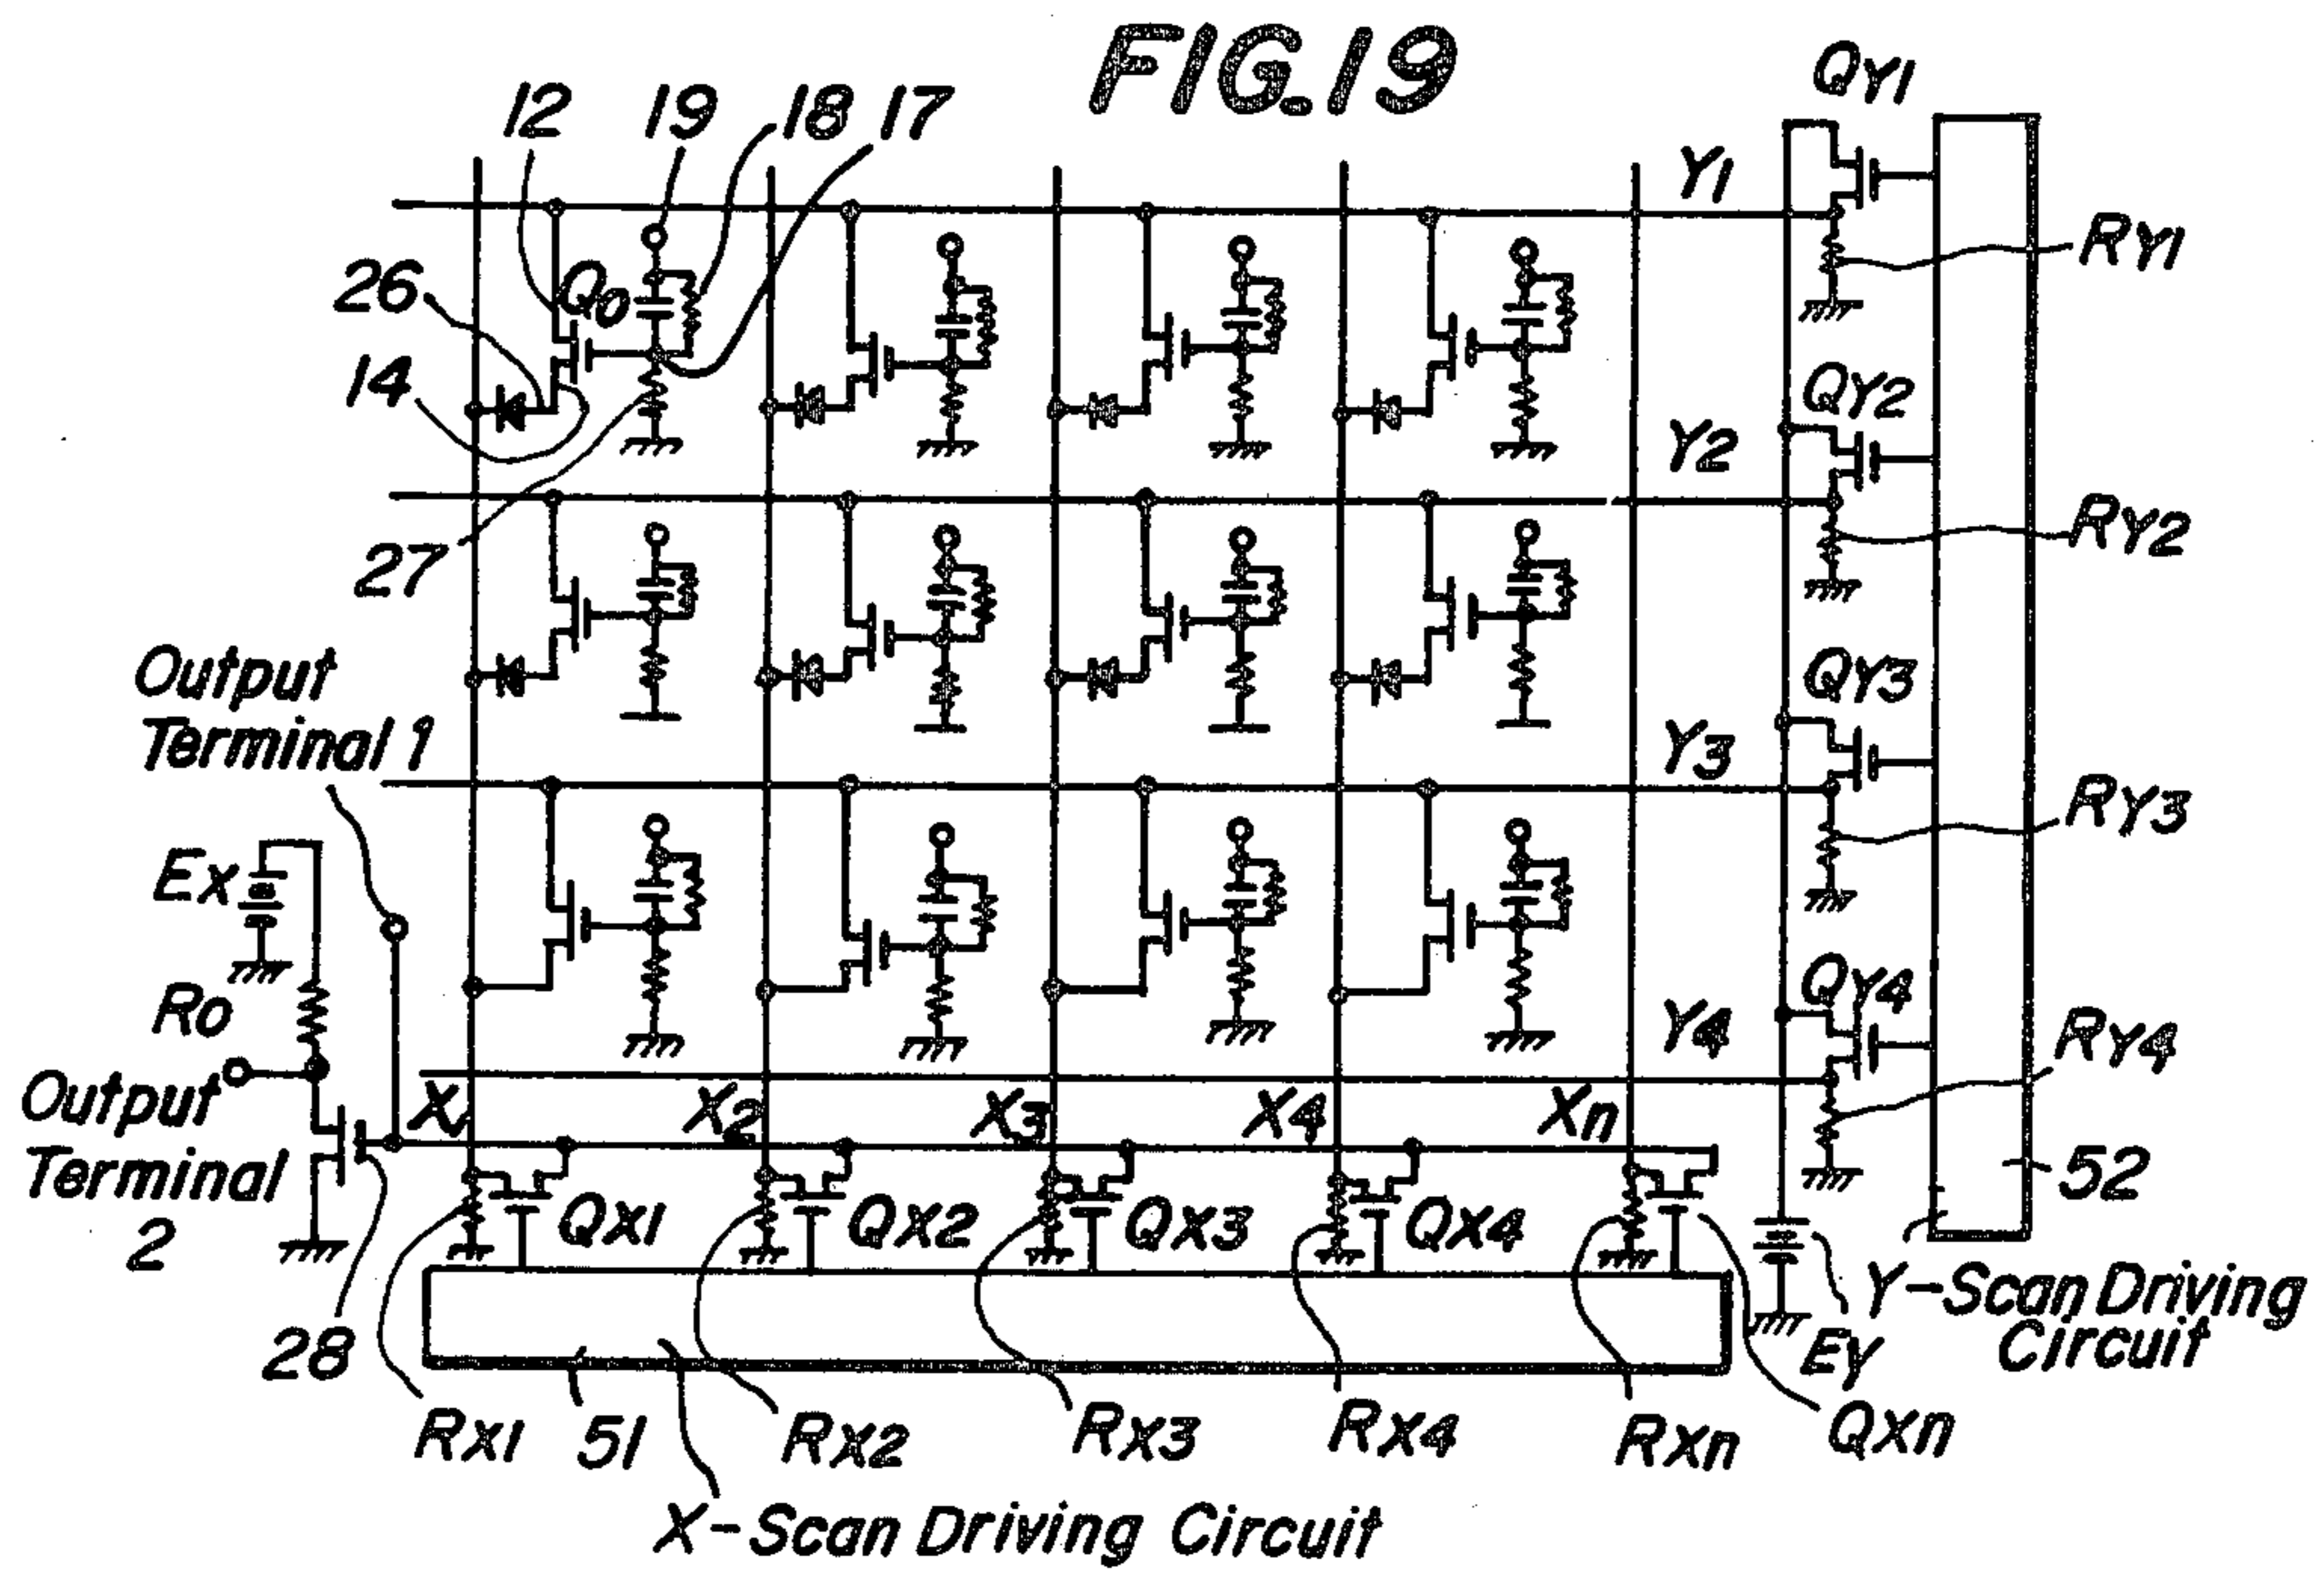 FIG.19
QY1
12 19 18 17
Y1
RY1
26 Q0
14
QY2
Y2
RY2
27
Output
Terminal 1
QY3
Y3
RY3
Ex
Ro
QY4
Y4
RY4
Output
Terminal
2
X1 X2 X3 X4 Xn
52
QX1 QX2 QX3 QX4
28
Y-Scan Driving
Circuit
EY
RX1 51 RX2 RX3 RX4 RXn QXn
X-Scan Driving Circuit